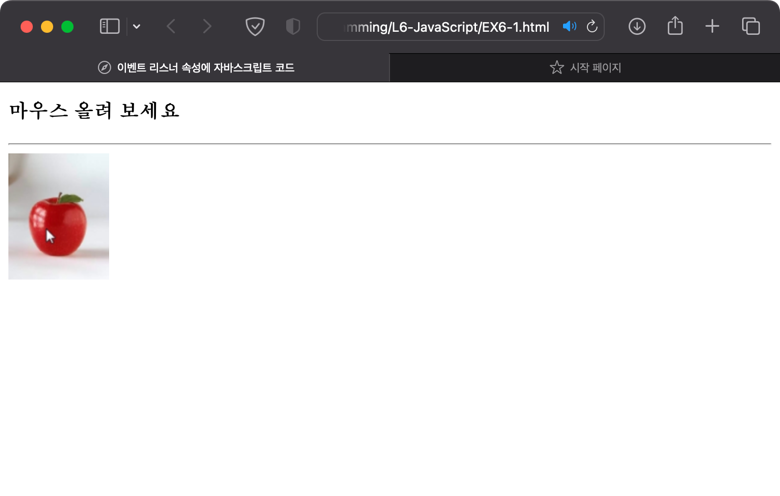 mming/L6-JavaScript/EX6-1.html
이벤트 리스너 속성에 자바스크립트 코드
시작 페이지
마우스 올려 보세요